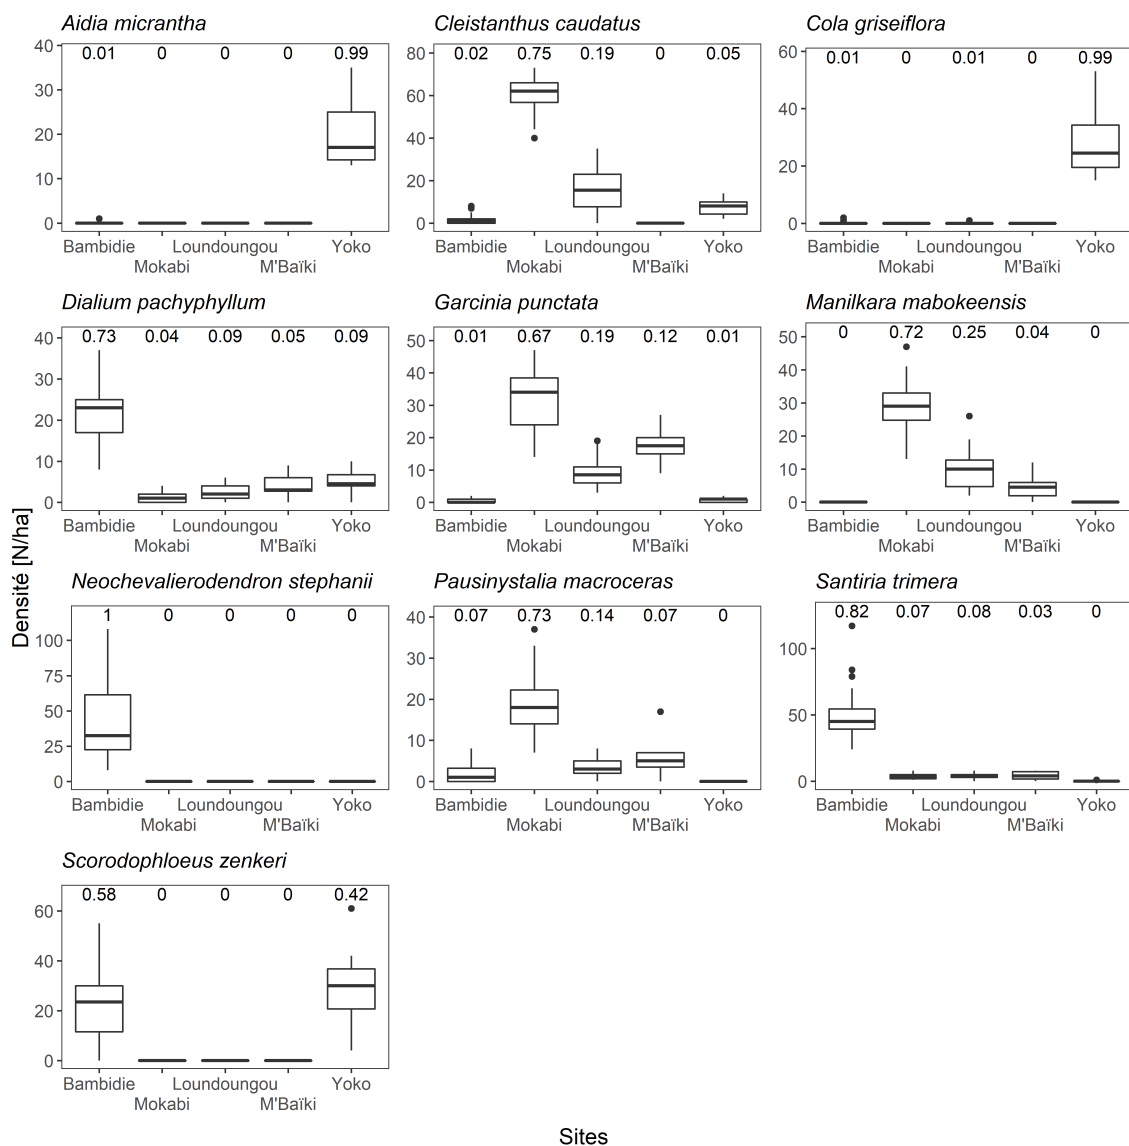 Aidia micrantha
0.01 0 0 0 0.99
40
30
20
10
0
Bambidie Loundoungou Yoko
Mokabi M'Baïki
Cleistanthus caudatus
0.02 0.75 0.19 0 0.05
80
60
40
20
0
Bambidie Loundoungou Yoko
Mokabi M'Baïki
Cola griseiflora
0.01 0 0.01 0 0.99
60
40
20
0
Bambidie Loundoungou Yoko
Mokabi M'Baïki
Dialium pachyphyllum
0.73 0.04 0.09 0.05 0.09
40
30
20
10
0
Bambidie Loundoungou Yoko
Mokabi M'Baïki
Garcinia punctata
0.01 0.67 0.19 0.12 0.01
50
40
30
20
10
0
Bambidie Loundoungou Yoko
Mokabi M'Baïki
Manilkara mabokeensis
0 0.72 0.25 0.04 0
50
40
30
20
10
0
Bambidie Loundoungou Yoko
Mokabi M'Baïki
Densité [N/ha]
Neochevalierodendron stephanii
1 0 0 0 0
100
75
50
25
0
Bambidie Loundoungou Yoko
Mokabi M'Baïki
Pausinystalia macroceras
0.07 0.73 0.14 0.07 0
40
30
20
10
0
Bambidie Loundoungou Yoko
Mokabi M'Baïki
Santiria trimera
0.82 0.07 0.08 0.03 0
100
50
0
Bambidie Loundoungou Yoko
Mokabi M'Baïki
Scorodophloeus zenkeri
0.58 0 0 0 0.42
60
40
20
0
Bambidie Loundoungou Yoko
Mokabi M'Baïki
Sites